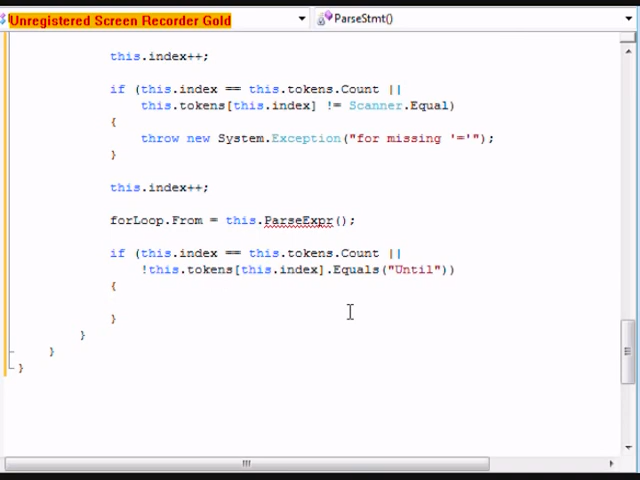 Unregistered Screen Recorder Gold
ParseStmt()
this.index++;
if (this.index == this.tokens.Count ||
this.tokens[this.index] != Scanner.Equal)
{
throw new System.Exception("for missing '='");
}
this.index++;
forLoop.From = this.ParseExpr();
if (this.index == this.tokens.Count ||
!this.tokens[this.index].Equals("Until"))
{
}
}
}
}